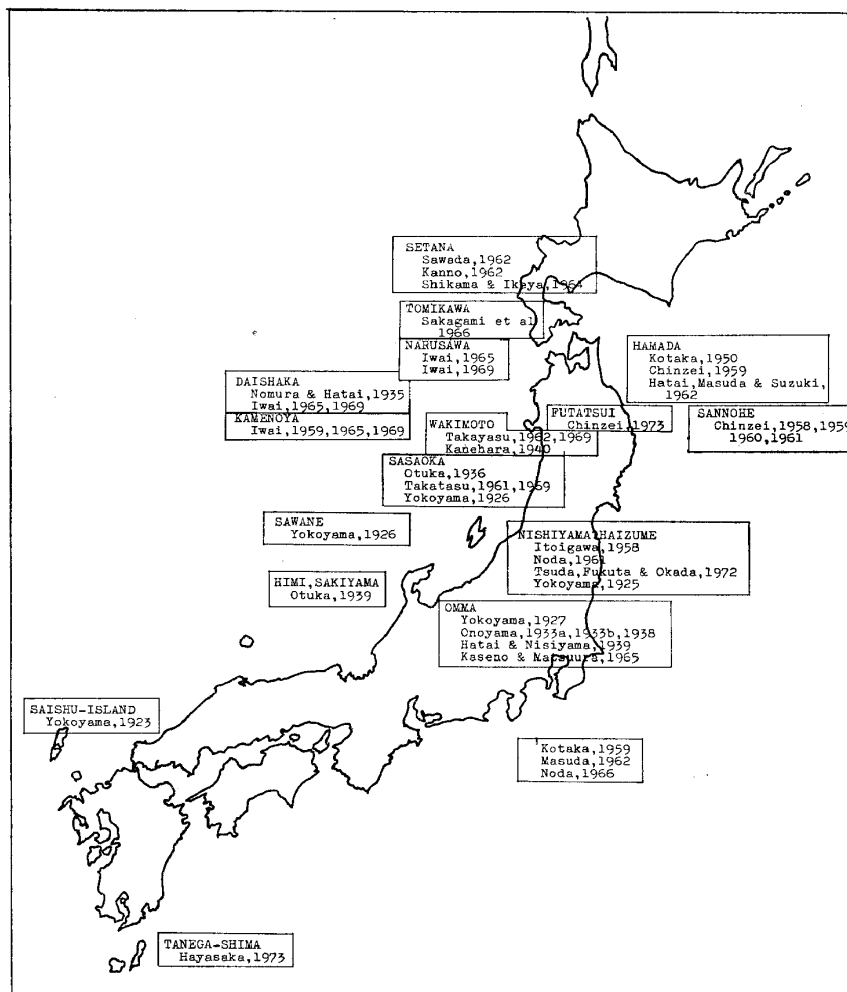 SETANA
Sawada,1962
Kanno,1962
Shikama & Ikeya,1964
TOMIKAWA
Sakagami et al
1966
NARUSAWA
Iwai,1965
Iwai,1969
HAMADA
Kotaka,1950
Chinzei,1959
Hatai,Masuda & Suzuki,
1962
DAISHAKA
Nomura & Hatai,1935
Iwai,1965,1969
KAMENOYA
Iwai,1959,1965,1969
WAKIMOTO
Takayasu,1962,1969
Kanehara,1940
FUTATSUI
Chinzei,1973
SANNOHE
Chinzei,1958,1959
1960,1961
SASAOKA
Otuka,1936
Takatasu,1961,1969
Yokoyama,1926
SAWANE
Yokoyama,1926
NISHIYAMA HAIZUME
Itoigawa,1958
Noda,1961
Tsuda,Fukuta & Okada,1972
Yokoyama,1925
HIMI,SAKIYAMA
Otuka,1939
OMMA
Yokoyama,1927
Onoyama,1933a,1933b,1938
Hatai & Nisiyama,1939
Kaseno & Matsuura,1965
SAISHU-ISLAND
Yokoyama,1923
Kotaka,1959
Masuda,1962
Noda,1966
TANEGA-SHIMA
Hayasaka,1973